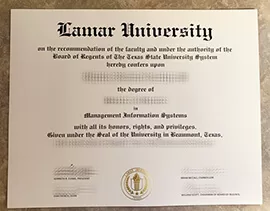 Lamar University
on the recommendation of the faculty and under the authority of the
Board of Regents of The Texas State University System
hereby confers upon
the degree of
in
Management Information Systems
with all its honors, rights, and privileges.
Given under the Seal of the University in Beaumont, Texas,